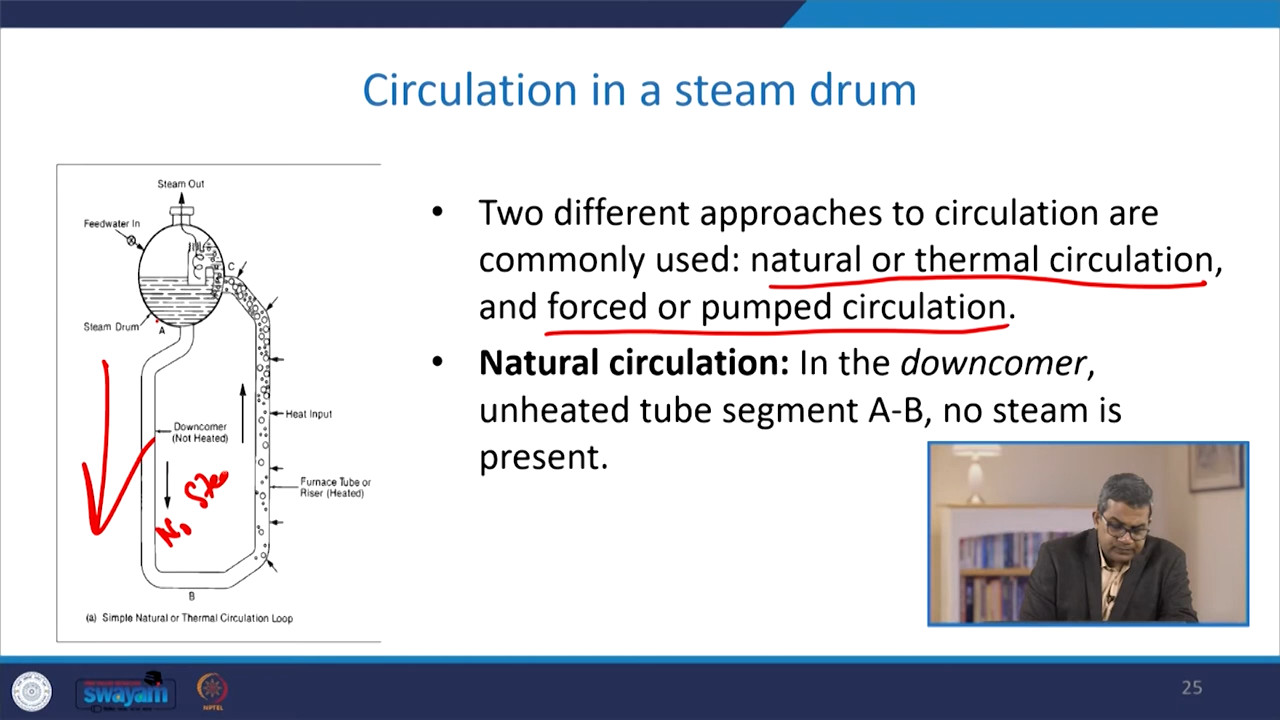 Circulation in a steam drum
Steam Out
Feedwater In
C
Steam Drum
A
Downcomer
(Not Heated)
Heat Input
Furnace Tube or
Riser (Heated)
No Ste
B
(a) Simple Natural or Thermal Circulation Loop
• Two different approaches to circulation are
commonly used: natural or thermal circulation,
and forced or pumped circulation.
• Natural circulation: In the downcomer,
unheated tube segment A-B, no steam is
present.
swayam
NPTEL
25